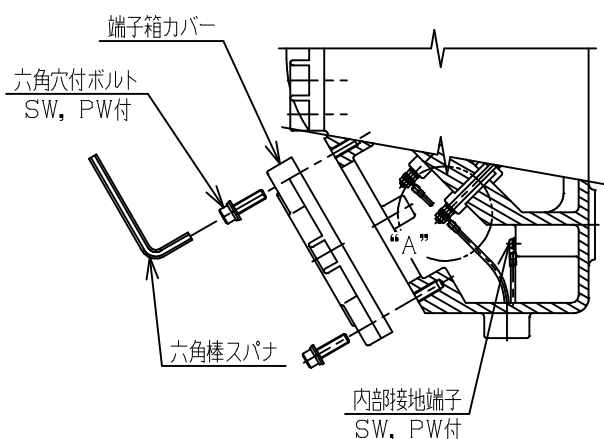 端子箱カバー
六角穴付ボルト
SW, PW付
“A”
六角棒スパナ
内部接地端子
SW, PW付